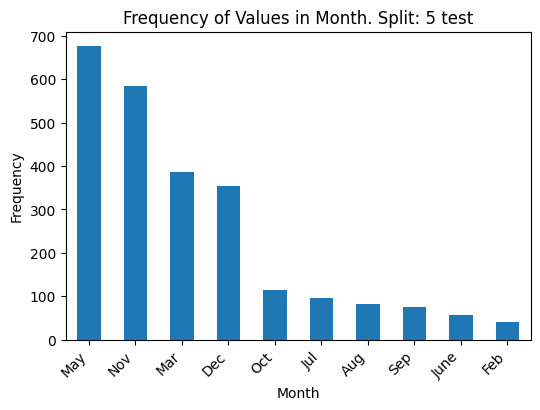 Frequency of Values in Month. Split: 5 test
700
600
500
400
300
200
100
0
Frequency
May
Nov
Mar
Dec
Oct
Jul
Aug
Sep
June
Feb
Month